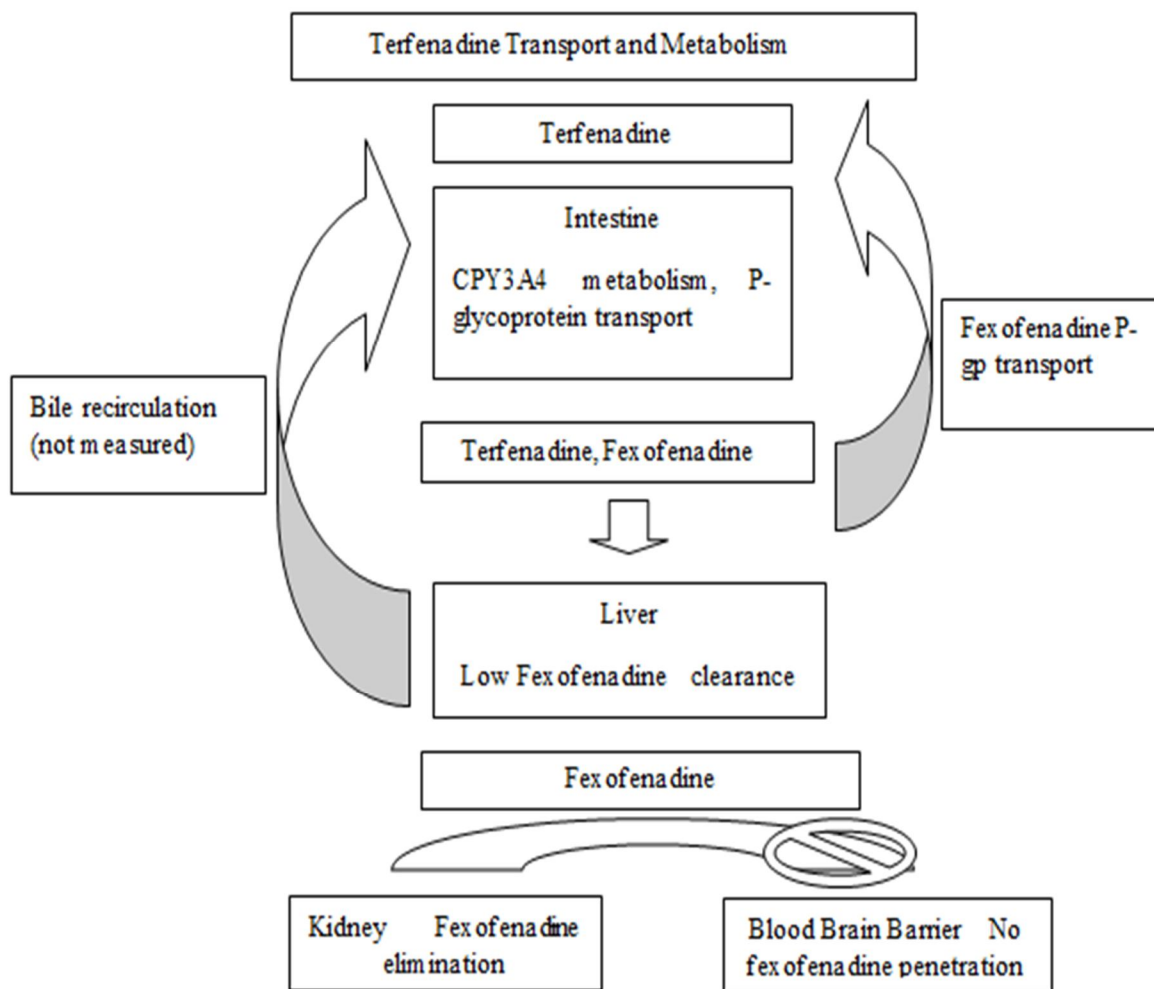 Terfenadine Transport and Metabolism
Terfenadine
Intestine
CPY3A4 metabolism, P-
glycoprotein transport
Fexofenadine P-
gp transport
Bile recirculation
(not measured)
Terfenadine, Fexofenadine
Liver
Low Fexofenadine clearance
Fexofenadine
Kidney Fexofenadine
elimination
Blood Brain Barrier No
fexofenadine penetration